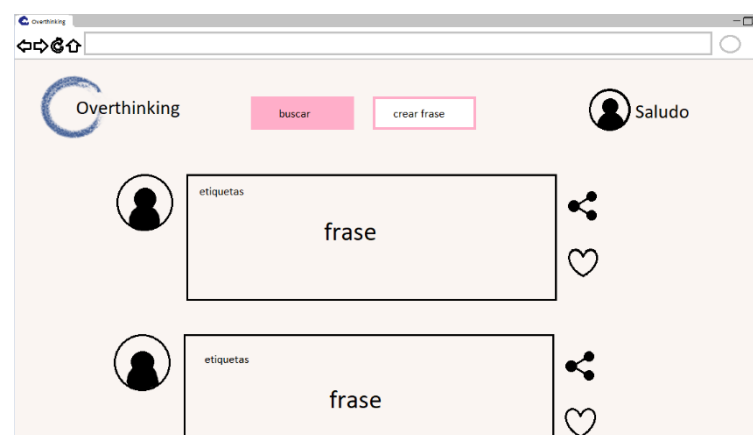 Overthinking
Overthinking
buscar
crear frase
Saludo
etiquetas
frase
etiquetas
frase